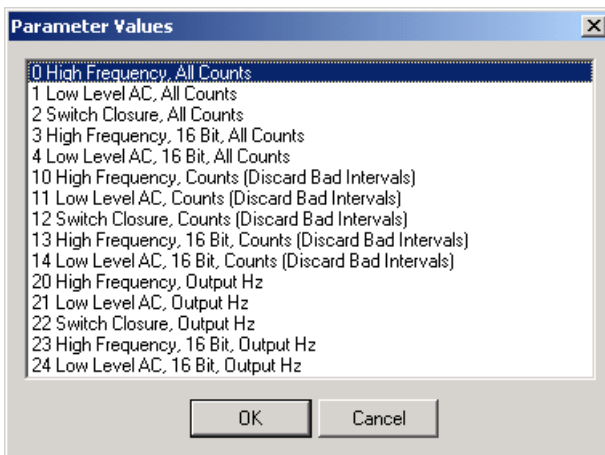 Parameter Values
0 High Frequency, All Counts
1 Low Level AC, All Counts
2 Switch Closure, All Counts
3 High Frequency, 16 Bit, All Counts
4 Low Level AC, 16 Bit, All Counts
10 High Frequency, Counts (Discard Bad Intervals)
11 Low Level AC, Counts (Discard Bad Intervals)
12 Switch Closure, Counts (Discard Bad Intervals)
13 High Frequency, 16 Bit, Counts (Discard Bad Intervals)
14 Low Level AC, 16 Bit, Counts (Discard Bad Intervals)
20 High Frequency, Output Hz
21 Low Level AC, Output Hz
22 Switch Closure, Output Hz
23 High Frequency, 16 Bit, Output Hz
24 Low Level AC, 16 Bit, Output Hz
OK Cancel